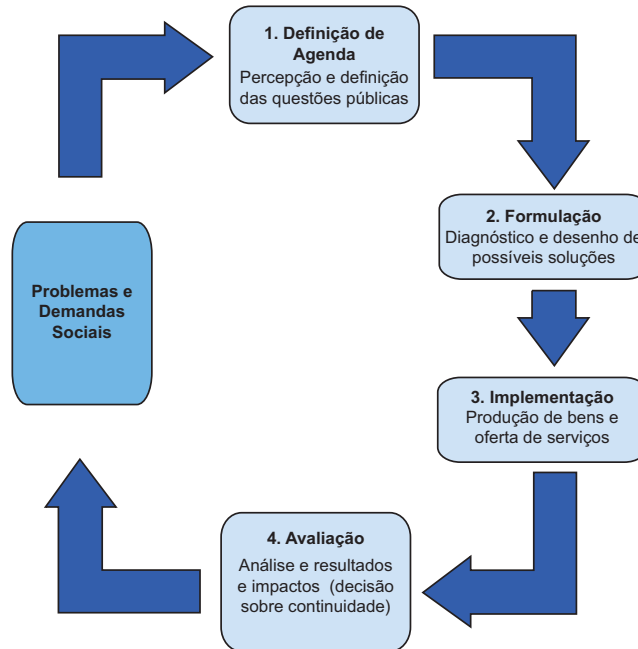 1. Definição de
Agenda
Percepção e definição
das questões públicas
2. Formulação
Diagnóstico e desenho de
possíveis soluções
Problemas e
Demandas
Sociais
3. Implementação
Produção de bens e
oferta de serviços
4. Avaliação
Análise e resultados
e impactos (decisão
sobre continuidade)